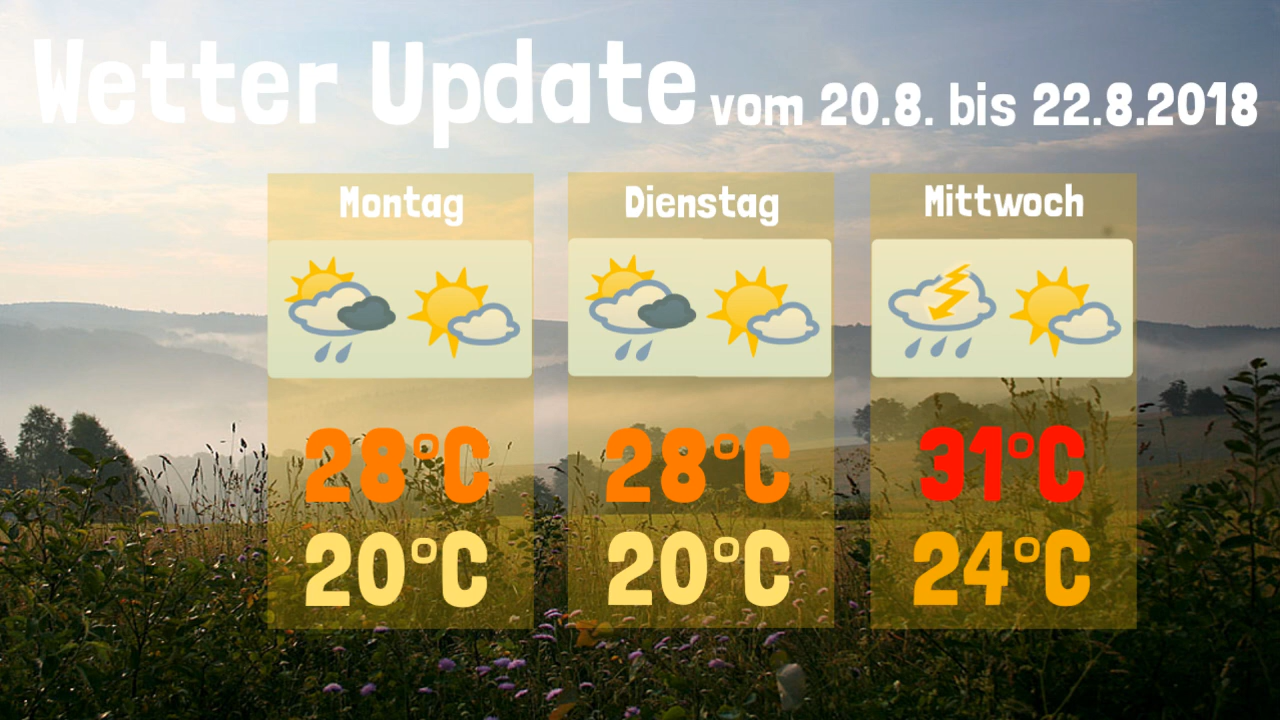 Wetter Update vom 20.8. bis 22.8.2018
Montag Dienstag Mittwoch
28°C 28°C 31°C
20°C 20°C 24°C